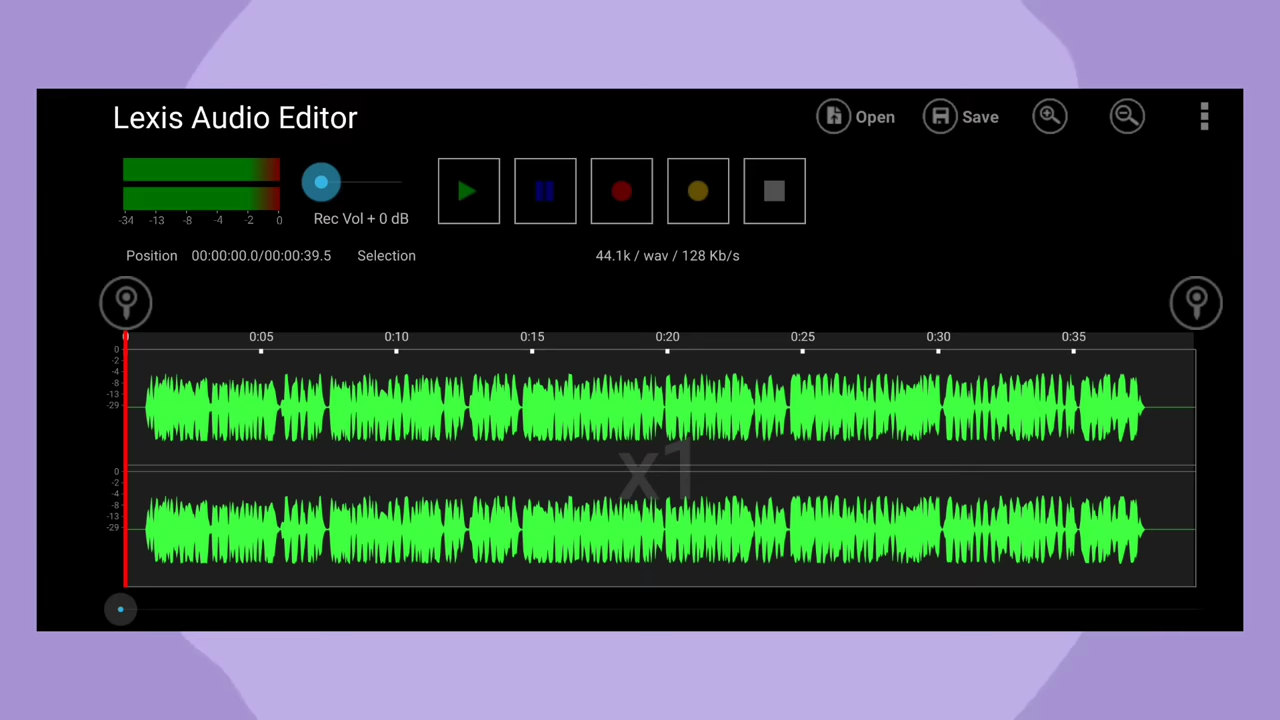 Lexis Audio Editor
Open
Save
-34 -13 -8 -4 -2 0
Rec Vol + 0 dB
Position 00:00:00.0/00:00:39.5 Selection 44.1k / wav / 128 Kb/s
0 0:05 0:10 0:15 0:20 0:25 0:30 0:35
0
-2
-4
-8
-13
-29
x1
0
-2
-4
-8
-13
-29